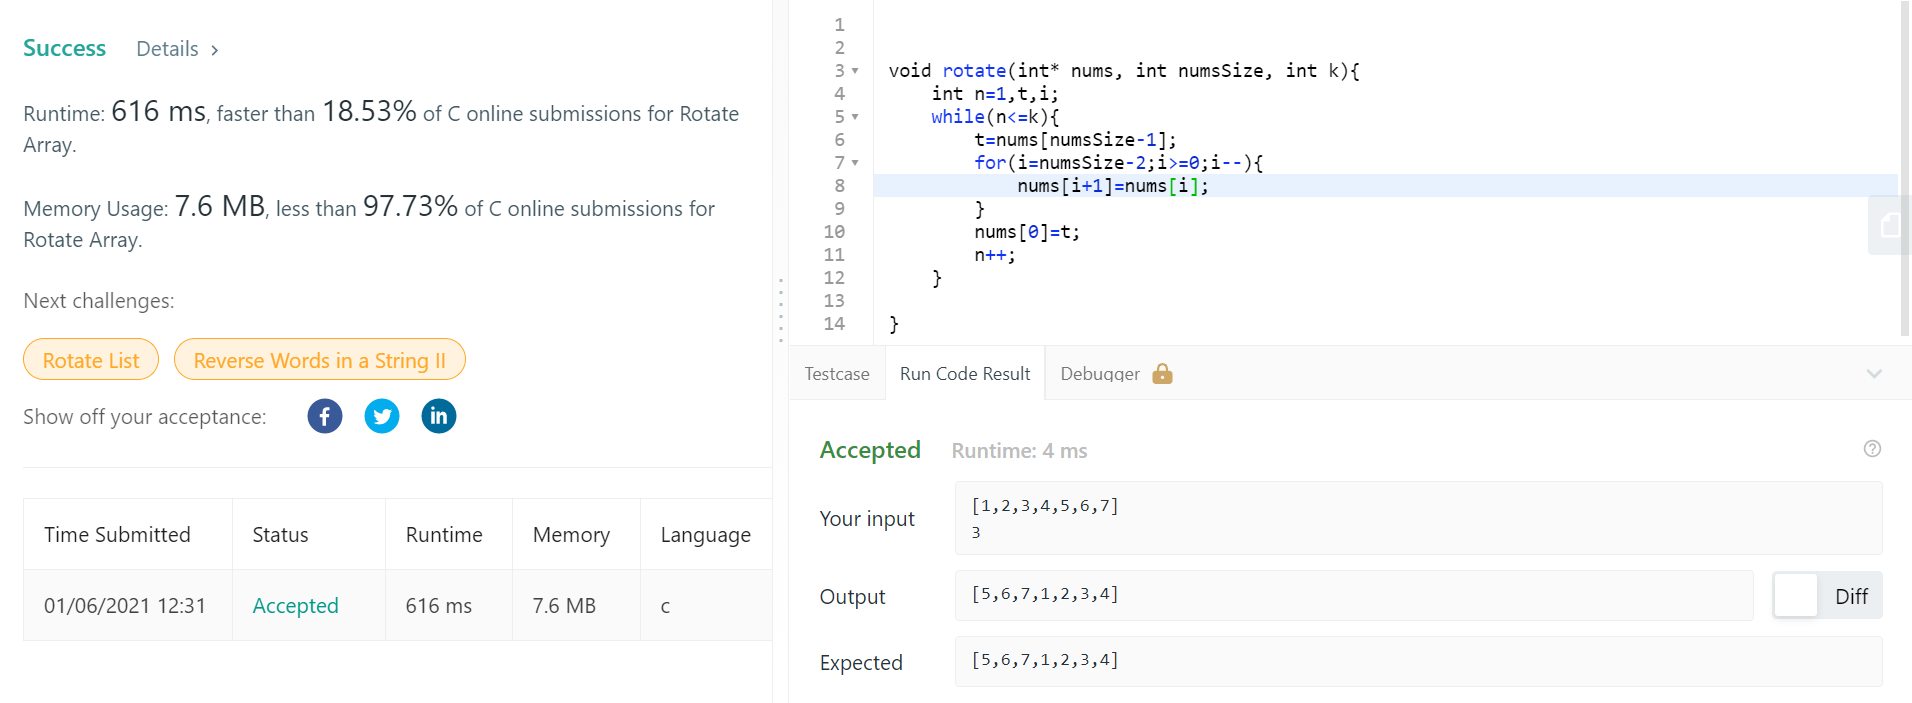 Success Details >
Runtime: 616 ms, faster than 18.53% of C online submissions for Rotate
Array.
Memory Usage: 7.6 MB, less than 97.73% of C online submissions for
Rotate Array.
Next challenges:
Rotate List Reverse Words in a String II
Show off your acceptance: f in
Time Submitted Status Runtime Memory Language
01/06/2021 12:31 Accepted 616 ms 7.6 MB c
1
2
3 void rotate(int* nums, int numsSize, int k){
4 int n=1,t,i;
5 while(n<=k){
6 t=nums[numsSize-1];
7 for(i=numsSize-2;i>=0;i--){
8 nums[i+1]=nums[i];
9 }
10 nums[0]=t;
11 n++;
12 }
13
14 }
Testcase Run Code Result Debugger
Accepted Runtime: 4 ms ?
Your input [1,2,3,4,5,6,7]
3
Output [5,6,7,1,2,3,4] Diff
Expected [5,6,7,1,2,3,4]